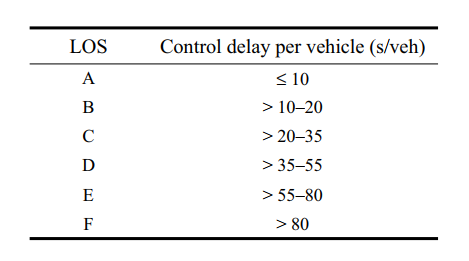 LOS Control delay per vehicle (s/veh)
A ≤ 10
B > 10–20
C > 20–35
D > 35–55
E > 55–80
F > 80